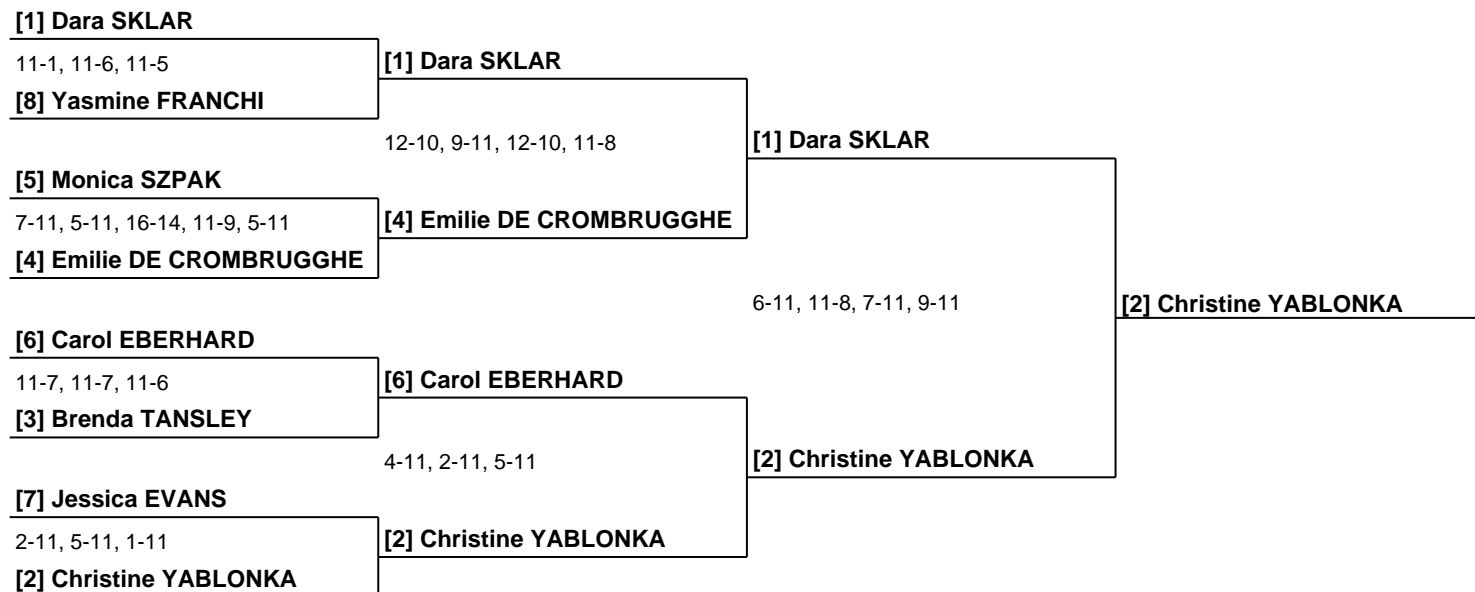 [1] Dara SKLAR
11-1, 11-6, 11-5
[8] Yasmine FRANCHI
[1] Dara SKLAR
12-10, 9-11, 12-10, 11-8
[1] Dara SKLAR
[5] Monica SZPAK
7-11, 5-11, 16-14, 11-9, 5-11
[4] Emilie DE CROMBRUGGHE
[4] Emilie DE CROMBRUGGHE
6-11, 11-8, 7-11, 9-11
[2] Christine YABLONKA
[6] Carol EBERHARD
11-7, 11-7, 11-6
[3] Brenda TANSLEY
[6] Carol EBERHARD
4-11, 2-11, 5-11
[2] Christine YABLONKA
[7] Jessica EVANS
2-11, 5-11, 1-11
[2] Christine YABLONKA
[2] Christine YABLONKA